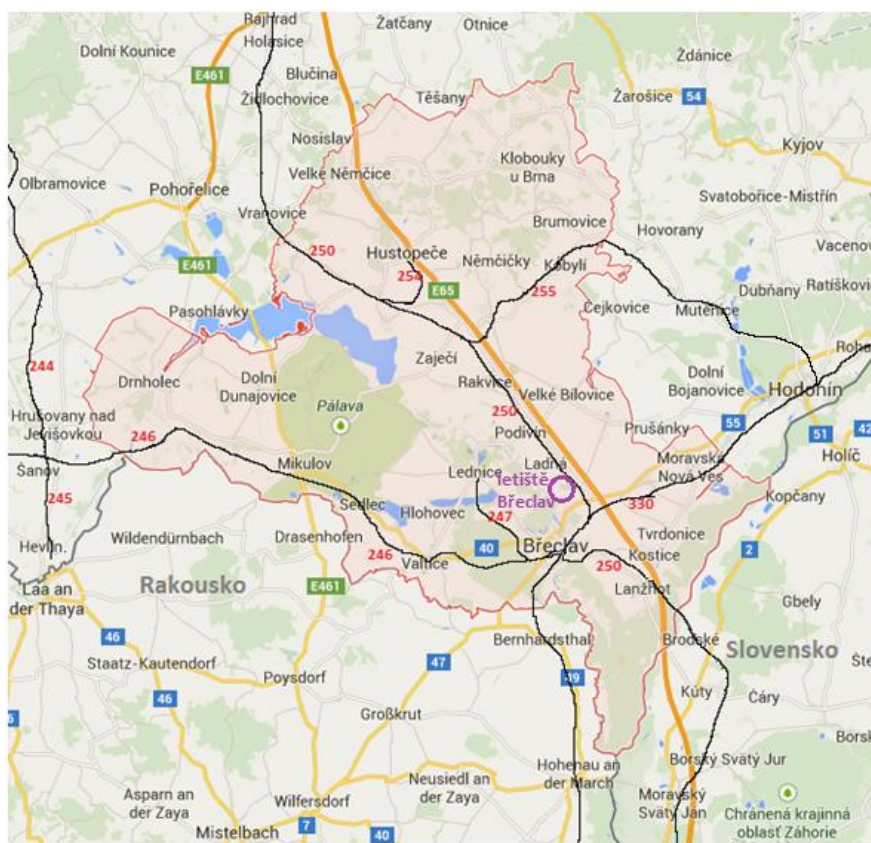 Rajhrad
Holasice
Žatčany
Otnice
Dolní Kounice
E461
Blučina
Židlochovice
Těšany
Ždánice
Žarošice
54
Nosislav
Kyjov
Klobouky
u Brna
Velké Němčice
Olbramovice
Pohořelice
Svatobořice-Mistřín
Vranovice
Brumovice
Hovorany
250
Hustopeče
Vacenov
E461
254
Němčičky
Kobylí
Dubňany
Ratíškovic
E65
255
Pasohlávky
Čejkovice
Mutěnice
Roha
244
Zaječí
Drnholec
Dolní
Dunajovice
Rakvice
Velké Bílovice
Dolní
Bojanovice
Hodonín
Hrušovany nad
Jevišovkou
Pálava
250
55
42
246
Podivín
Prušánky
51
Šanov
Mikulov
Lednice
Ladná
Moravská
Nová Ves
Holíč
245
letiště
Břeclav
Sedlec
Kopčany
Hlohovec
247
330
Hevlín
Wildendürnbach
Drasenhofen
Tvrdonice
2
246
40
Břeclav
Kostice
Valtice
250
Laa an
der Thaya
Rakousko
E461
Lanžhot
Gbely
46
Bernhardsthal
Brodské
Slovensko
Staatz-Kautendorf
47
Poysdorf
49
Kúty
Čáry
46
Großkrut
Borský Svätý Jur
Hohenau an
der March
Neusiedl an
der Zaya
Asparn an
der Zaya
Wilfersdorf
Moravský
Svätý Ján
7
Mistelbach
40
Chránená krajinná
oblasť Záhorie